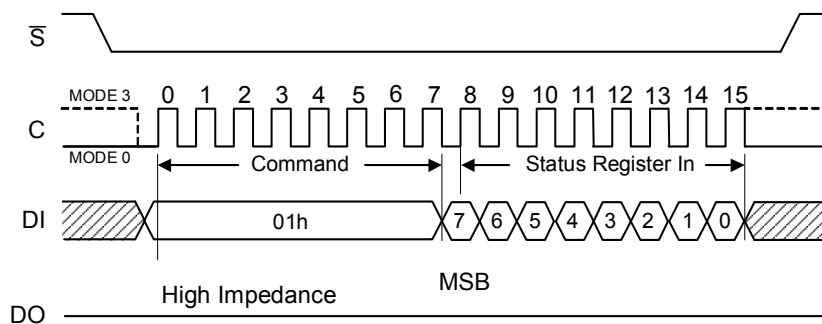 S
MODE 3 0 1 2 3 4 5 6 7 8 9 10 11 12 13 14 15
C
MODE 0
Command Status Register In
DI 01h 7 6 5 4 3 2 1 0
MSB
High Impedance
DO